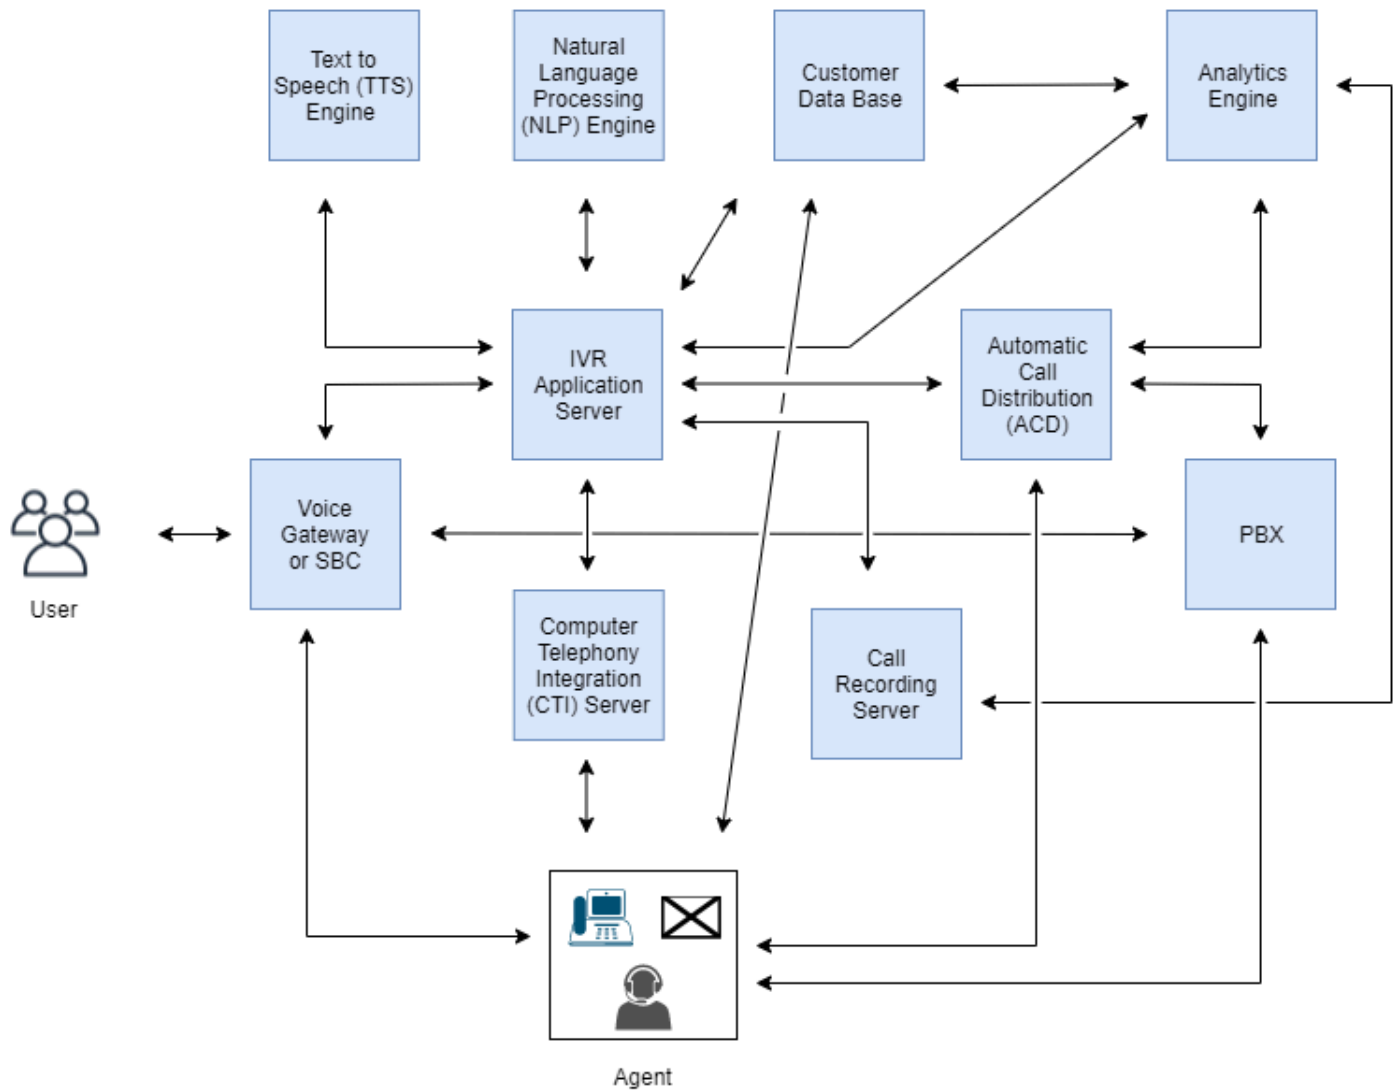 Text to
Speech (TTS)
Engine
Natural
Language
Processing
(NLP) Engine
Customer
Data Base
Analytics
Engine
IVR
Application
Server
Automatic
Call
Distribution
(ACD)
Voice
Gateway
or SBC
PBX
User
Computer
Telephony
Integration
(CTI) Server
Call
Recording
Server
Agent